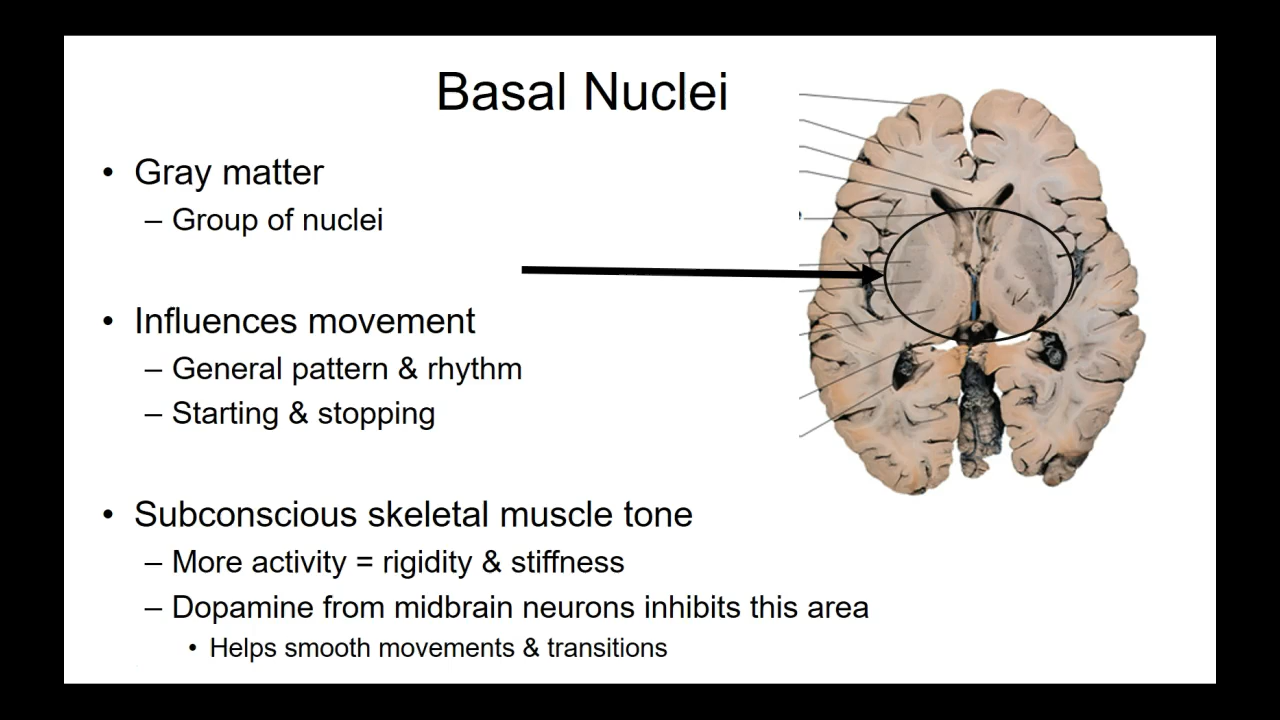 Basal Nuclei
• Gray matter
– Group of nuclei
• Influences movement
– General pattern & rhythm
– Starting & stopping
• Subconscious skeletal muscle tone
– More activity = rigidity & stiffness
– Dopamine from midbrain neurons inhibits this area
• Helps smooth movements & transitions